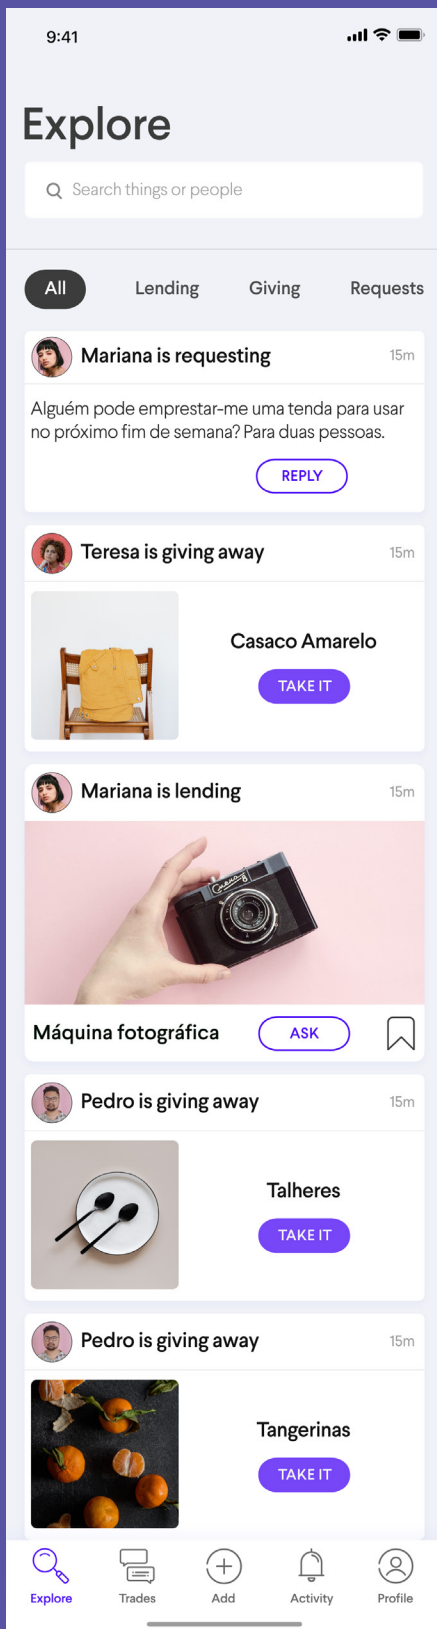 9:41
Explore
Search things or people
All Lending Giving Requests
Mariana is requesting 15m
Alguém pode emprestar-me uma tenda para usar
no próximo fim de semana? Para duas pessoas.
REPLY
Teresa is giving away 15m
Casaco Amarelo
TAKE IT
Mariana is lending 15m
Máquina fotográfica ASK
Pedro is giving away 15m
Talheres
TAKE IT
Pedro is giving away 15m
Tangerinas
TAKE IT
Explore Trades Add Activity Profile